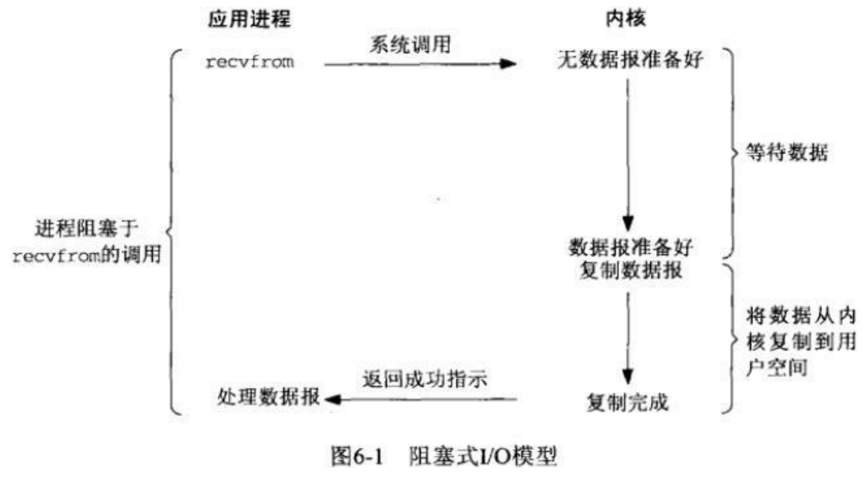 应用进程
内核
recvfrom
系统调用
无数据报准备好
等待数据
进程阻塞于
recvfrom的调用
数据报准备好
复制数据报
将数据从内
核复制到用
户空间
处理数据报
返回成功指示
复制完成
图6-1 阻塞式I/O模型